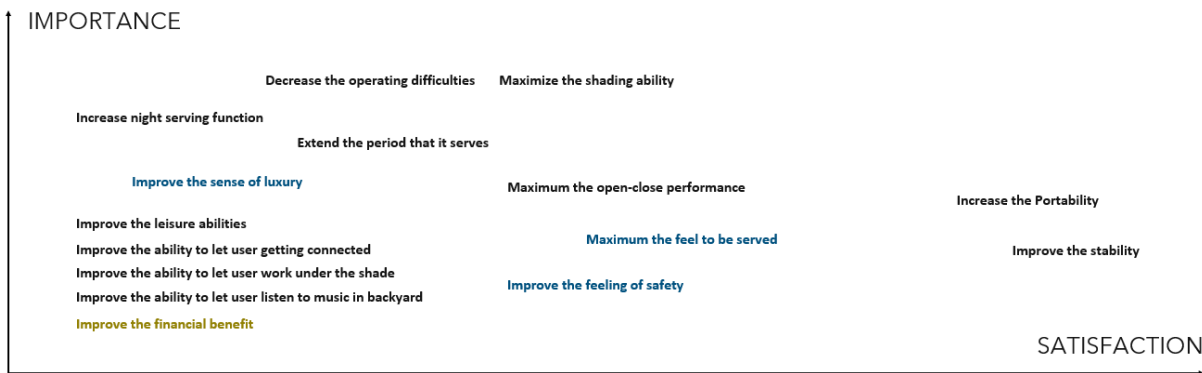 IMPORTANCE
Decrease the operating difficulties
Maximize the shading ability
Increase night serving function
Extend the period that it serves
Improve the sense of luxury
Maximum the open-close performance
Increase the Portability
Improve the leisure abilities
Maximum the feel to be served
Improve the ability to let user getting connected
Improve the stability
Improve the ability to let user work under the shade
Improve the feeling of safety
Improve the ability to let user listen to music in backyard
Improve the financial benefit
SATISFACTION